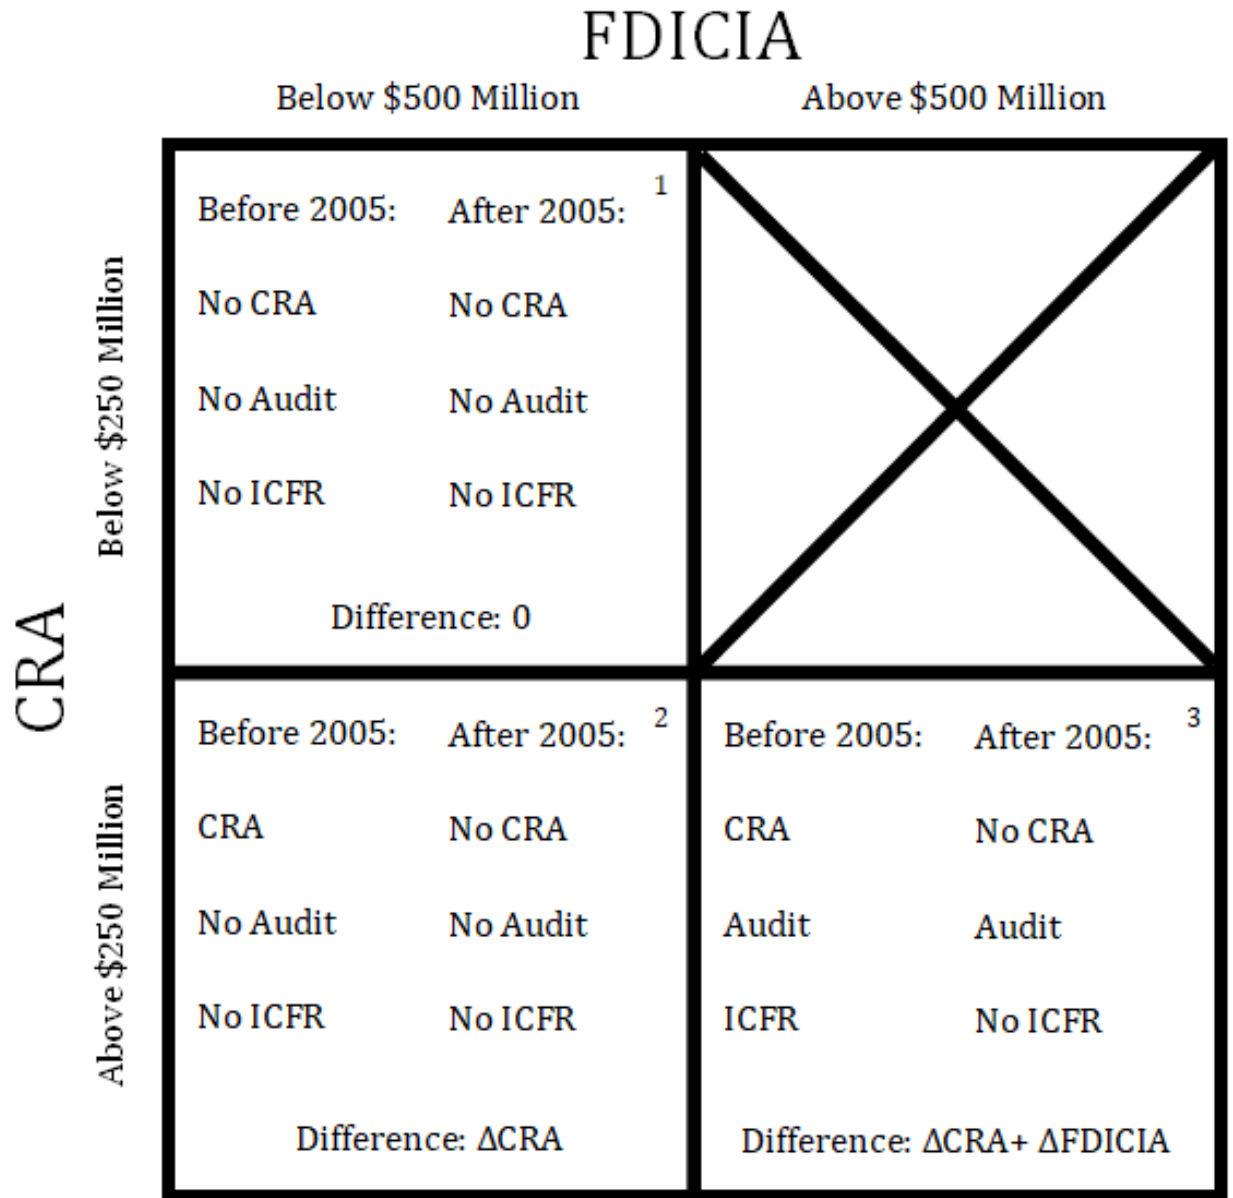 FDICIA
Below $500 Million
Above $500 Million
CRA
Below $250 Million
1
Before 2005: After 2005:
No CRA No CRA
No Audit No Audit
No ICFR No ICFR
Difference: 0
Above $250 Million
2
Before 2005: After 2005:
CRA No CRA
No Audit No Audit
No ICFR No ICFR
Difference: ΔCRA
3
Before 2005: After 2005:
CRA No CRA
Audit Audit
ICFR No ICFR
Difference: ΔCRA+ ΔFDICIA